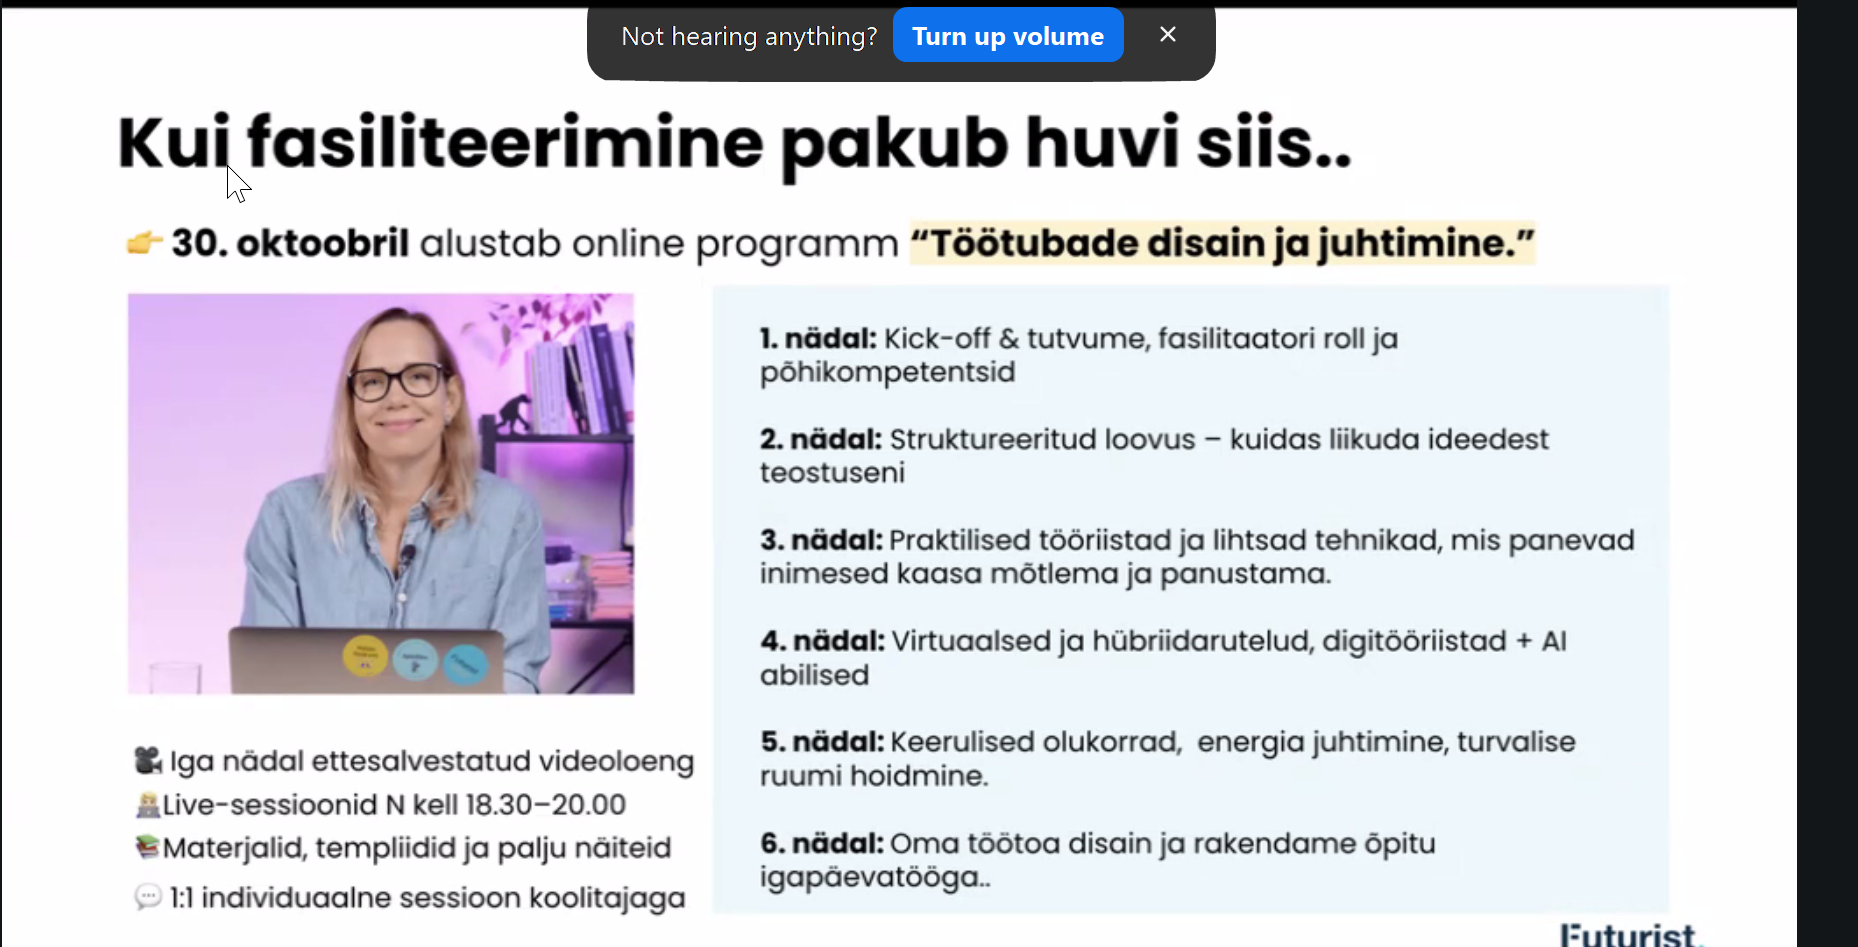 Not hearing anything? Turn up volume
Kui fasiliteerimine pakub huvi siis..
👉 30. oktoobril alustab online programm “Töötubade disain ja juhtimine.”
1. nädal: Kick-off & tutvume, fasilitaatori roll ja
põhikompetentsid
2. nädal: Struktureeritud loovus – kuidas liikuda ideedest
teostuseni
3. nädal: Praktilised tööriistad ja lihtsad tehnikad, mis panevad
inimesed kaasa mõtlema ja panustama.
4. nädal: Virtuaalsed ja hübriidarutelud, digitööriistad + AI
abilised
5. nädal: Keerulised olukorrad, energia juhtimine, turvalise
ruumi hoidmine.
6. nädal: Oma töötoa disain ja rakendame õpitu
igapäevatööga..
Iga nädal ettesalvestatud videoloeng
Live-sessioonid N kell 18.30–20.00
Materjalid, templiidid ja palju näiteid
1:1 individuaalne sessioon koolitajaga
Futurist.